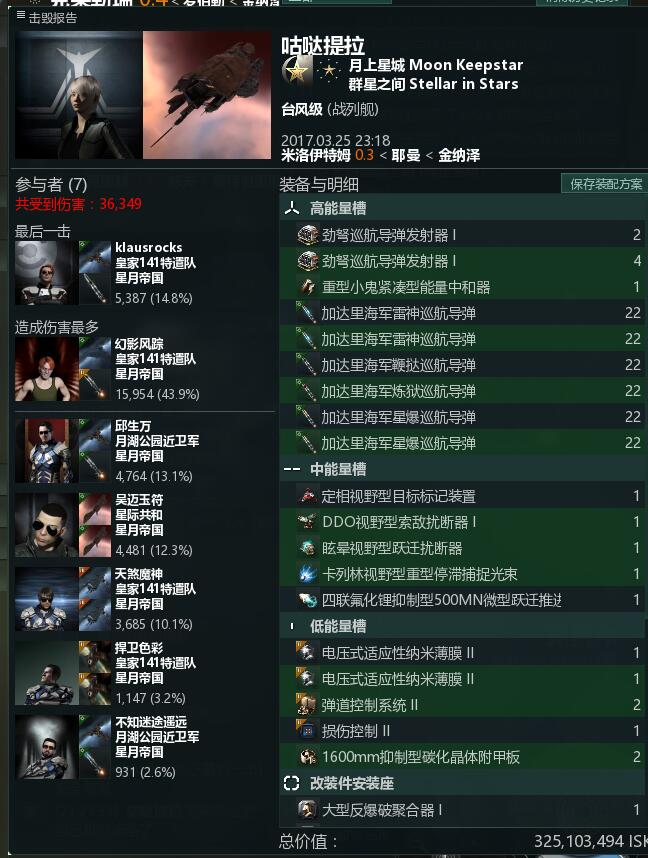 击毁报告
咕哒提拉
月上星城 Moon Keepstar
群星之间 Stellar in Stars
台风级 (战列舰)
2017.03.25 23:18
米洛伊特姆 0.3 < 耶曼 < 金纳泽
参与者 (7)
共受到伤害：36,349
最后一击
klausrocks
皇家141特遣队
星月帝国
5,387 (14.8%)
造成伤害最多
幻影风踪
皇家141特遣队
星月帝国
15,954 (43.9%)
邱生万
月湖公园近卫军
星月帝国
4,764 (13.1%)
吴迈玉符
星际共和
星月帝国
4,481 (12.3%)
天煞魔神
皇家141特遣队
星月帝国
3,685 (10.1%)
捍卫色彩
皇家141特遣队
星月帝国
1,147 (3.2%)
不知迷途遥远
月湖公园近卫军
星月帝国
931 (2.6%)
装备与明细
保存装配方案
高能量槽
劲弩巡航导弹发射器 I 2
劲弩巡航导弹发射器 I 4
重型小鬼紧凑型能量中和器 1
加达里海军雷神巡航导弹 22
加达里海军雷神巡航导弹 22
加达里海军鞭挞巡航导弹 22
加达里海军炼狱巡航导弹 22
加达里海军星爆巡航导弹 22
加达里海军星爆巡航导弹 22
中能量槽
定相视野型目标标记装置 1
DDO视野型索敌扰断器 I 1
眩晕视野型跃迁扰断器 1
卡列林视野型重型停滞捕捉光束 1
四联氟化锂抑制型500MN微型跃迁推进 1
低能量槽
电压式适应性纳米薄膜 II 1
电压式适应性纳米薄膜 II 1
弹道控制系统 II 2
损伤控制 II 1
1600mm抑制型碳化晶体附甲板 2
改装件安装座
大型反爆破聚合器 I 1
总价值： 325,103,494 ISK